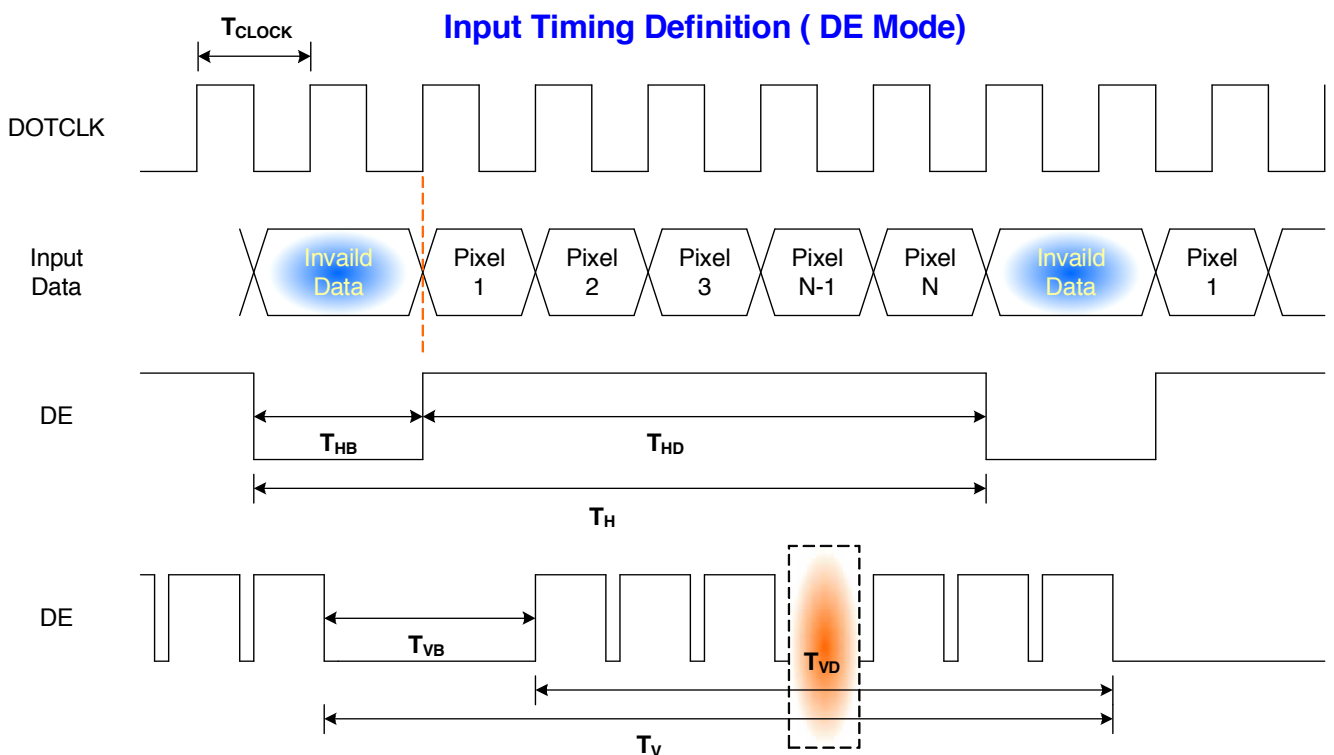 Input Timing Definition ( DE Mode)
TCLOCK
DOTCLK
Input
Data
Invaild
Data
Pixel
1
Pixel
2
Pixel
3
Pixel
N-1
Pixel
N
Invaild
Data
Pixel
1
DE
THB
THD
TH
DE
TVB
TVD
TV